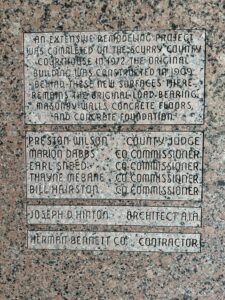 AN EXTENSIVE REMODELING PROJECT
WAS COMPLETED ON THE SCURRY COUNTY
COURTHOUSE IN 1972. THE ORIGINAL
BUILDING WAS CONSTRUCTED IN 1909.
BEHIND THESE NEW SURFACES THERE
REMAINS THE ORIGINAL LOAD BEARING
MASONRY WALLS, CONCRETE FLOORS,
AND CONCRETE FOUNDATION.
PRESTON WILSON COUNTY JUDGE
MARION DABBS CO COMMISSIONER
EARL SNEED CO COMMISSIONER
THAYNE MEBANE CO COMMISSIONER
BILL HAIRSTON CO COMMISSIONER
JOSEPH D HINTON ARCHITECT AIA
HERMAN BENNETT CO CONTRACTOR